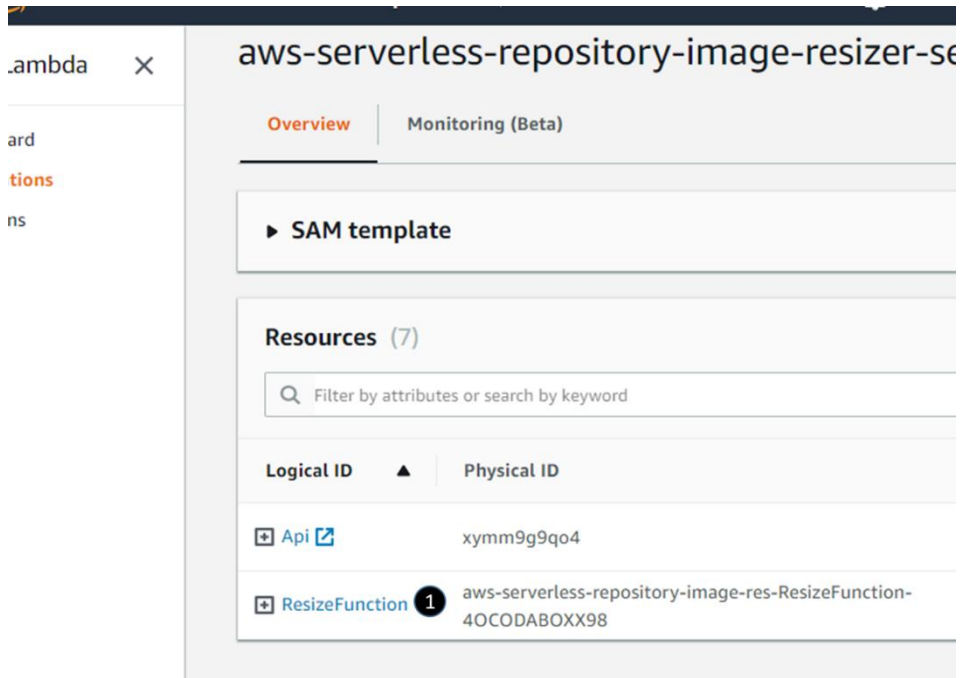 aws-serverless-repository-image-resizer-se
Lambda
Overview
Monitoring (Beta)
ard
tions
ns
SAM template
Resources (7)
Filter by attributes or search by keyword
Logical ID
Physical ID
Api
xymm9g9qo4
ResizeFunction 1
aws-serverless-repository-image-res-ResizeFunction-
4OCODABOXX98